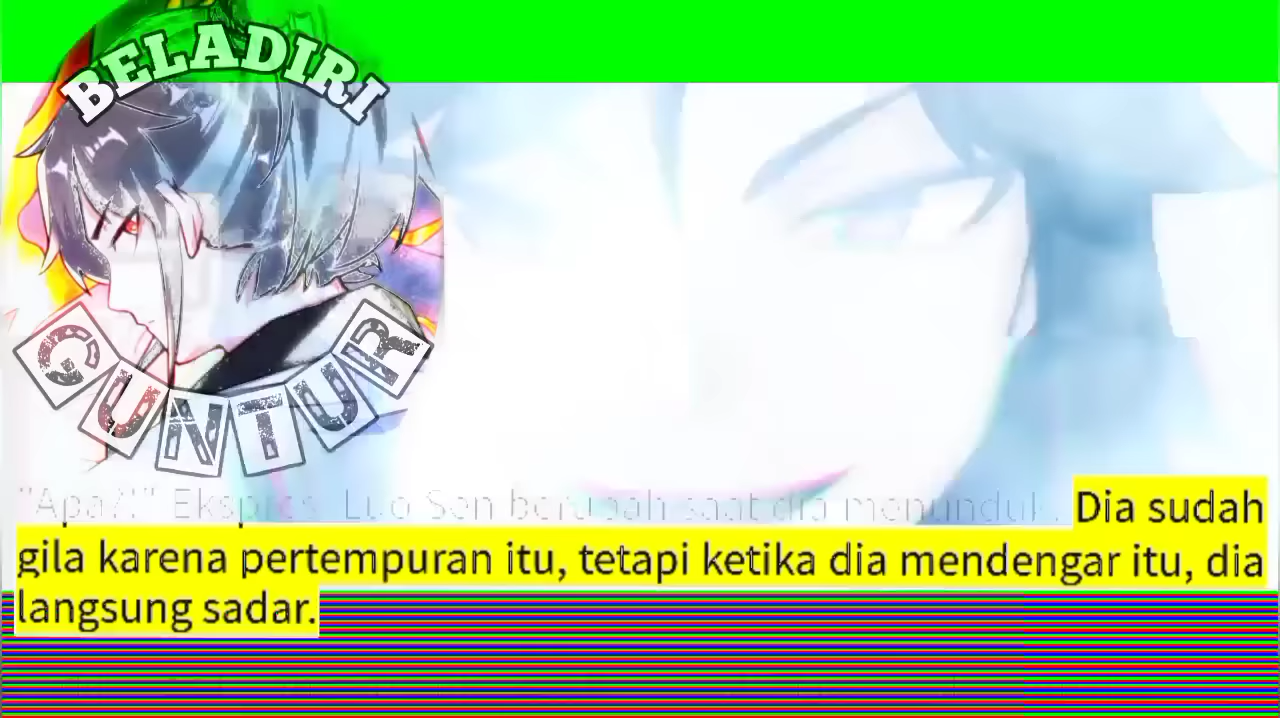 BELADIRI
GUNTUR
"Apa?!" Ekspresi Luo Sen berubah saat dia menunduk. Dia sudah
gila karena pertempuran itu, tetapi ketika dia mendengar itu, dia
langsung sadar.